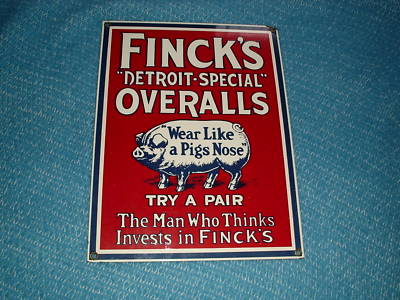 FINCK'S
"DETROIT-SPECIAL"
OVERALLS
"Wear Like
a Pigs Nose"
TRY A PAIR
The Man Who Thinks
Invests in FINCK'S